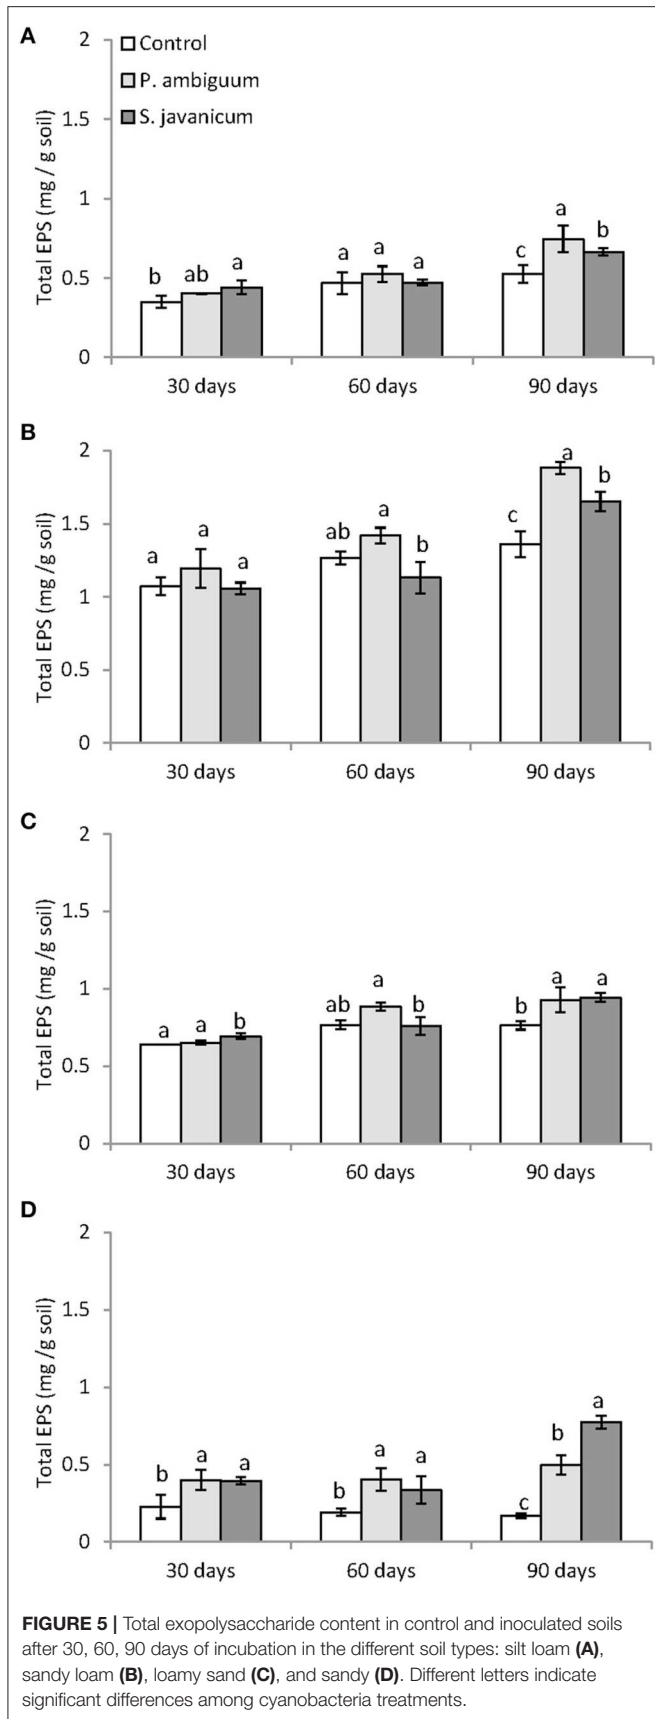 A
2
Control
P. ambiguum
S. javanicum
1.5
1
0.5
0
Total EPS (mg / g soil)
b ab a
a a a
c a b
30 days 60 days 90 days
B
2
1.5
1
0.5
0
Total EPS (mg /g soil)
a a a
ab a b
c a b
30 days 60 days 90 days
C
2
1.5
1
0.5
0
Total EPS (mg /g soil)
a a b
ab a b
b a a
30 days 60 days 90 days
D
2
1.5
1
0.5
0
Total EPS (mg /g soil)
b a a
b a a
c b a
30 days 60 days 90 days
FIGURE 5 | Total exopolysaccharide content in control and inoculated soils
after 30, 60, 90 days of incubation in the different soil types: silt loam (A),
sandy loam (B), loamy sand (C), and sandy (D). Different letters indicate
significant differences among cyanobacteria treatments.